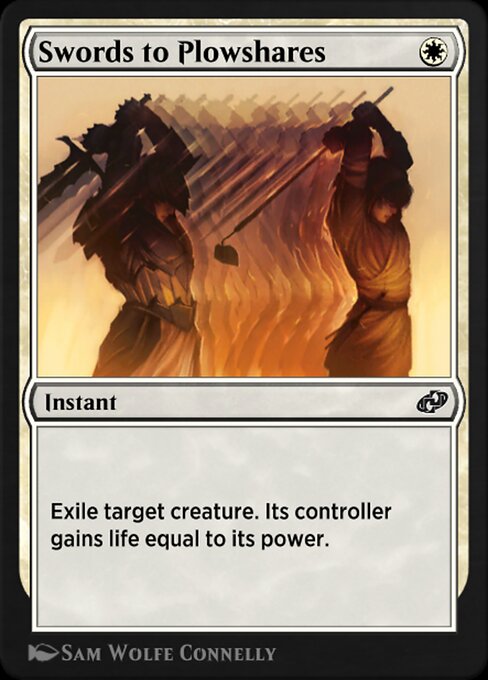 Swords to Plowshares
Instant
Exile target creature. Its controller
gains life equal to its power.
Sam Wolfe Connelly